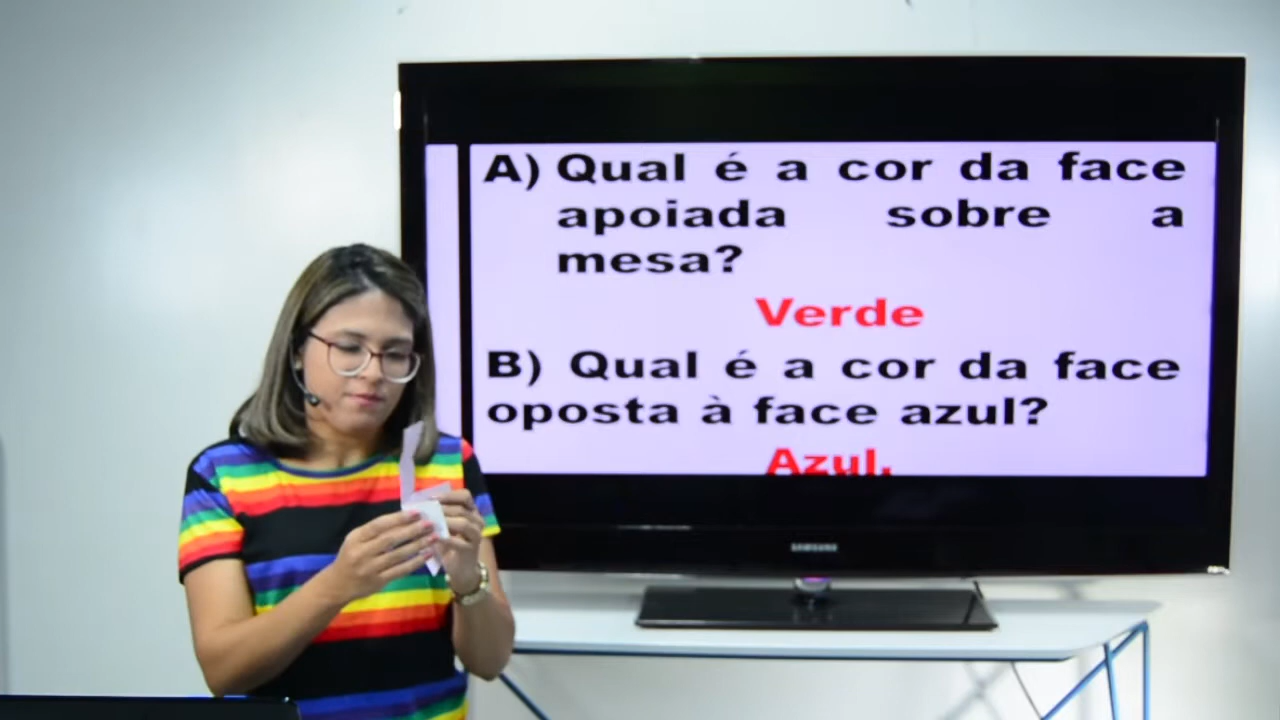 A) Qual é a cor da face
apoiada sobre a
mesa?
Verde
B) Qual é a cor da face
oposta à face azul?
Azul.
SAMSUNG